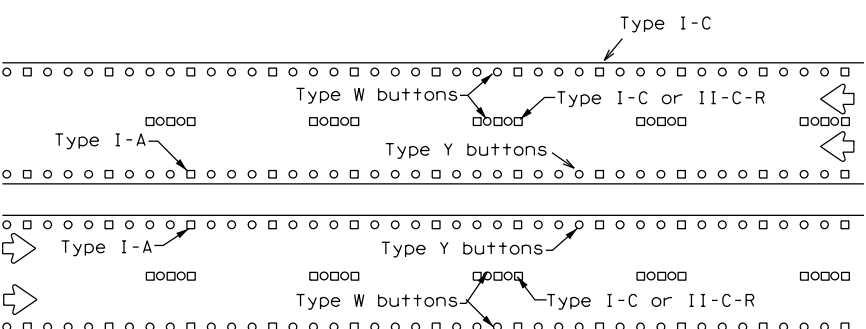 Type I-C
Type W buttons
Type I-C or II-C-R
Type I-A
Type Y buttons
Type I-A
Type Y buttons
Type W buttons
Type I-C or II-C-R